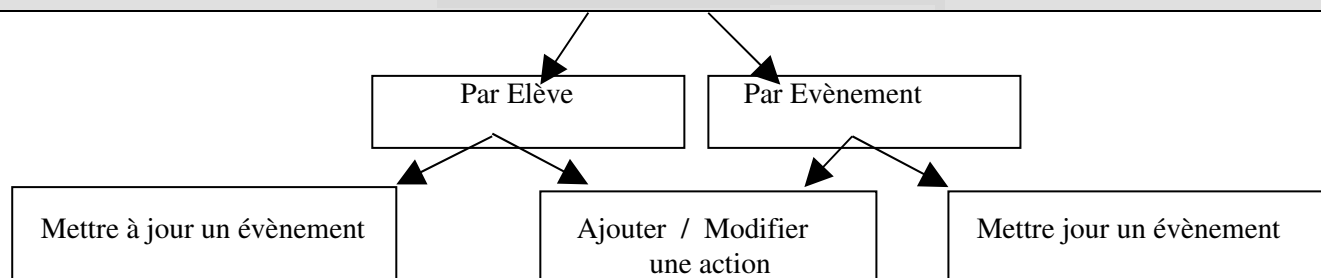 Par Elève
Par Evènement
Mettre à jour un évènement
Ajouter / Modifier
une action
Mettre jour un évènement